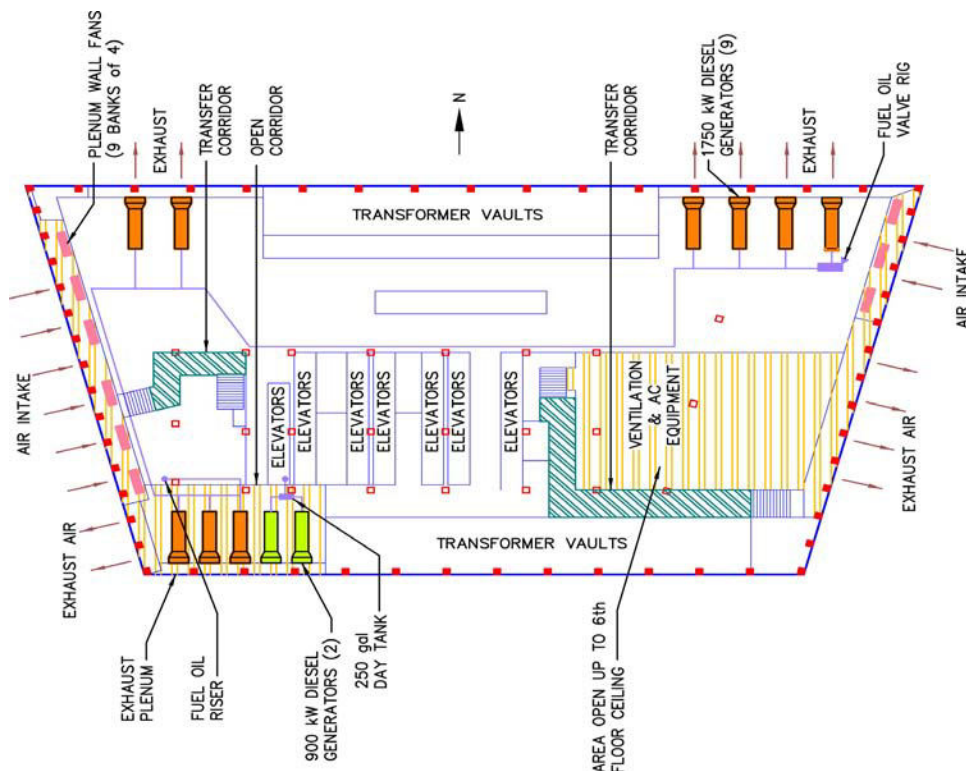 PLENUM WALL FANS
(9 BANKS of 4)
EXHAUST
TRANSFER
CORRIDOR
OPEN
CORRIDOR
N
TRANSFER
CORRIDOR
1750 kW DIESEL
GENERATORS (9)
EXHAUST
FUEL OIL
VALVE RIG
TRANSFORMER VAULTS
AIR INTAKE
AIR INTAKE
ELEVATORS
ELEVATORS
ELEVATORS
ELEVATORS
ELEVATORS
ELEVATORS
VENTILATION
& AC
EQUIPMENT
EXHAUST AIR
EXHAUST AIR
TRANSFORMER VAULTS
EXHAUST
PLENUM
FUEL OIL
RISER
900 kW DIESEL
GENERATORS (2)
250 gal
DAY TANK
AREA OPEN UP TO 6th
FLOOR CEILING